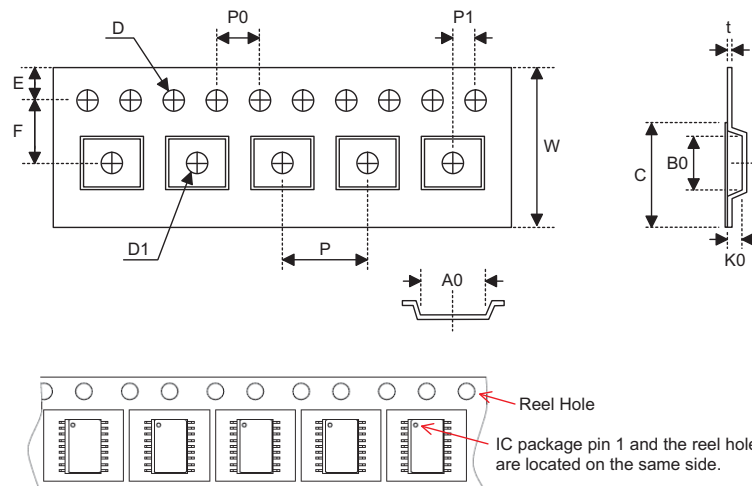 P0
P1
t
D
E
F
W
B0
C
D1
P
K0
A0
Reel Hole
IC package pin 1 and the reel hole
are located on the same side.